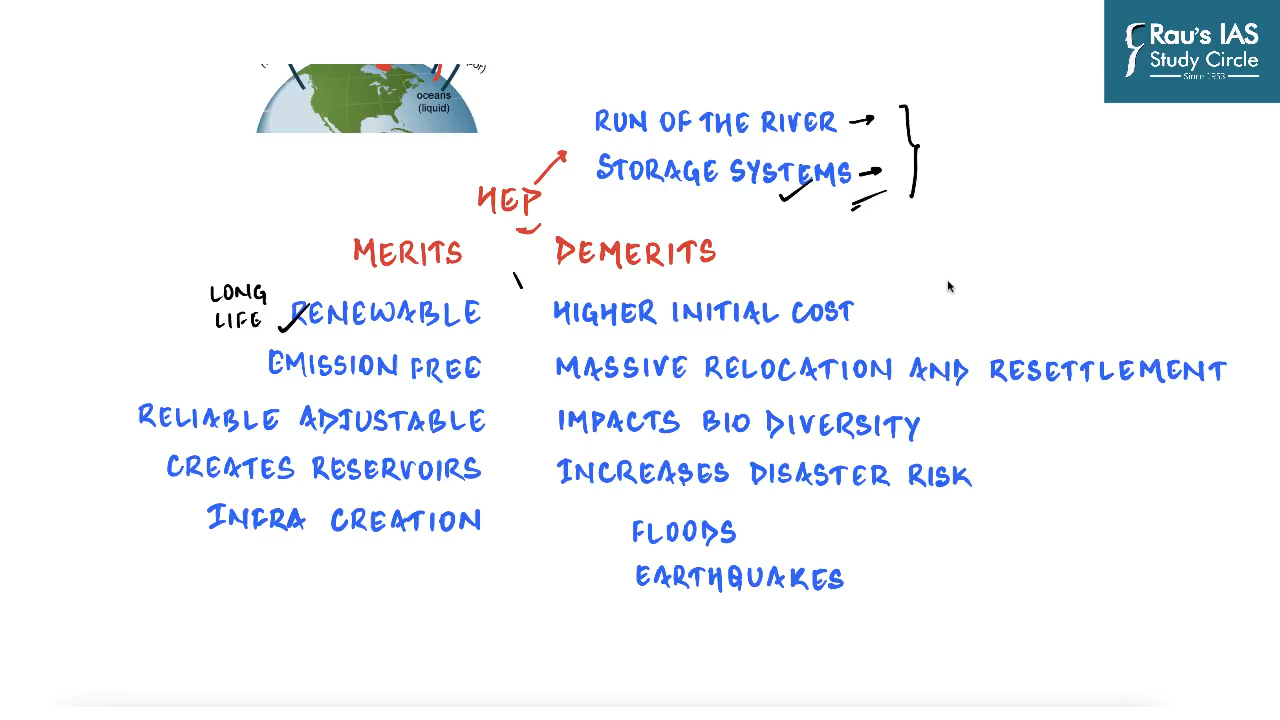 Rau's IAS
Study Circle
Since 1953
oceans
(liquid)
RUN OF THE RIVER →
STORAGE SYSTEMS →
HEP
MERITS DEMERITS
LONG
LIFE
RENEWABLE HIGHER INITIAL COST
EMISSION FREE MASSIVE RELOCATION AND RESETTLEMENT
RELIABLE ADJUSTABLE IMPACTS BIO DIVERSITY
CREATES RESERVOIRS INCREASES DISASTER RISK
INFRA CREATION
FLOODS
EARTHQUAKES